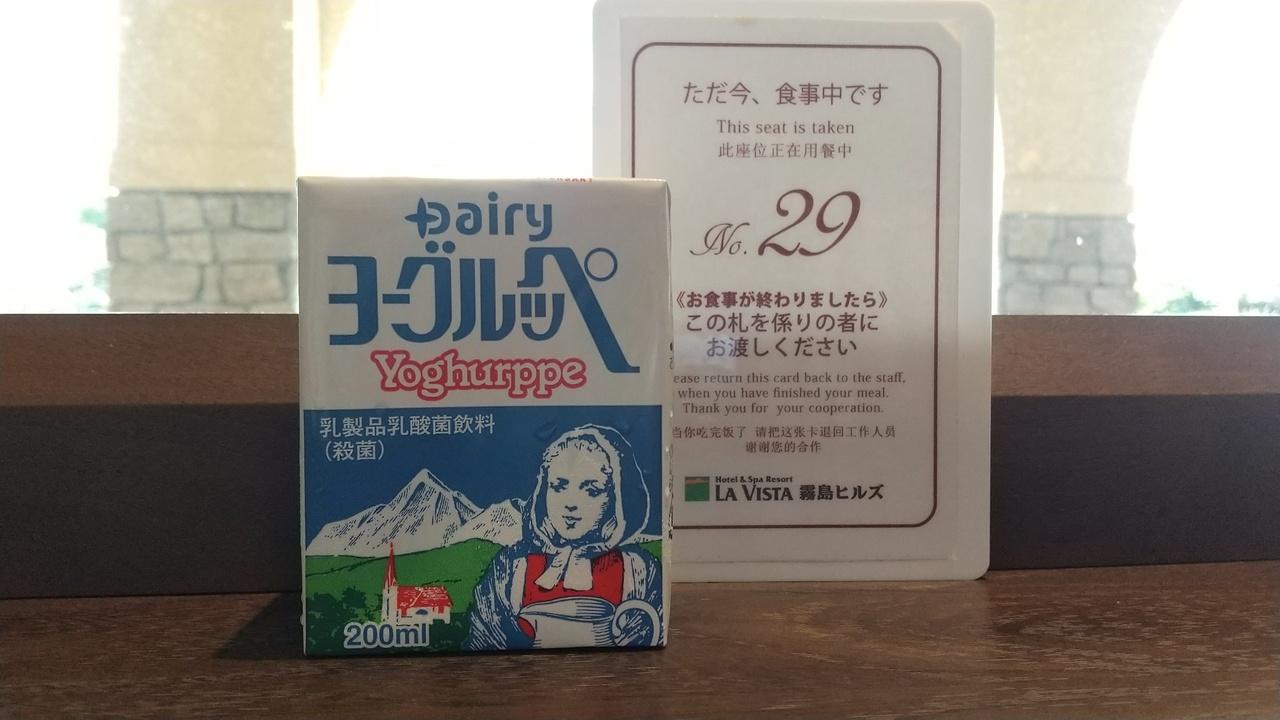 Dairy
ヨーグルッペ
Yoghurppe
乳製品乳酸菌飲料
（殺菌）
200ml
ただ今、食事中です
This seat is taken
此座位正在用餐中
No. 29
《お食事が終わりましたら》
この札を係りの者に
お渡しください
return this card back to the staff,
when you have finished your meal.
Thank you for your cooperation.
当你吃完饭了 请把这张卡退回工作人员
谢谢您的合作
Hotel & Spa Resort
LA VISTA 霧島ヒルズ